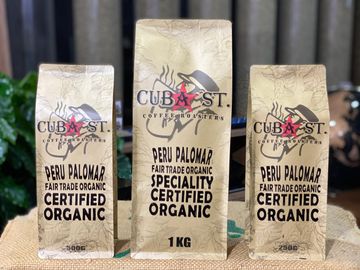 CUBA ST.
COFFEE ROASTERS
PERU PALOMAR
FAIR TRADE ORGANIC
CERTIFIED
ORGANIC
500G
CUBA ST.
COFFEE ROASTERS
PERU PALOMAR
FAIR TRADE ORGANIC
SPECIALITY
CERTIFIED
ORGANIC
1 KG
CUBA ST.
COFFEE ROASTERS
PERU PALOMAR
FAIR TRADE ORGANIC
CERTIFIED
ORGANIC
250G